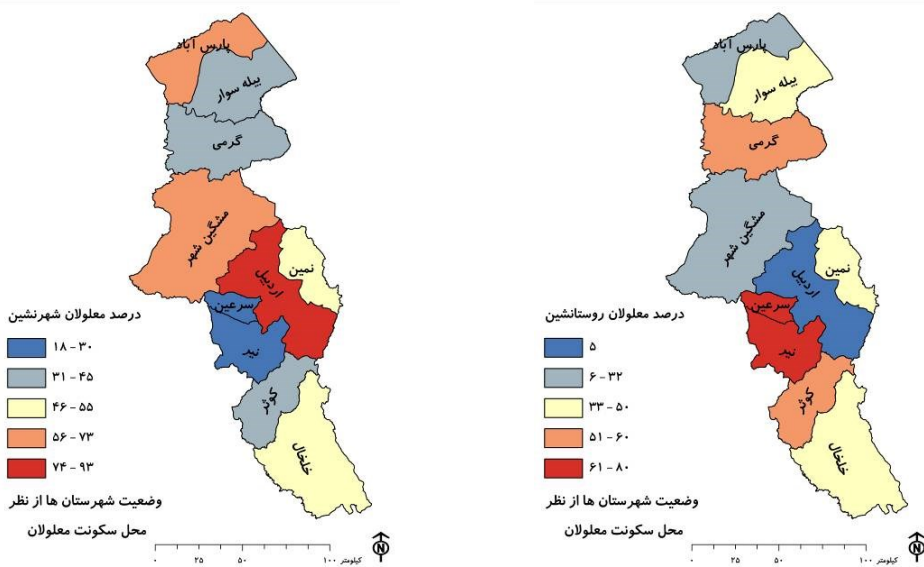 پارس آباد
بیله سوار
گرمی
مشگین شهر
نمین
اردبیل
سرعین
نیر
کوثر
خلخال
درصد معلولان شهرنشین
۱۸ - ۳۰
۳۱ - ۴۵
۴۶ - ۵۵
۵۶ - ۷۳
۷۴ - ۹۳
وضعیت شهرستان ها از نظر
محل سکونت معلولان
۰ ۲۵ ۵۰ ۱۰۰ کیلومتر
N
پارس آباد
بیله سوار
گرمی
مشگین شهر
نمین
اردبیل
سرعین
نیر
کوثر
خلخال
درصد معلولان روستانشین
۵
۶ - ۳۲
۳۳ - ۵۰
۵۱ - ۶۰
۶۱ - ۸۰
وضعیت شهرستان ها از نظر
محل سکونت معلولان
۰ ۲۵ ۵۰ ۱۰۰ کیلومتر
N